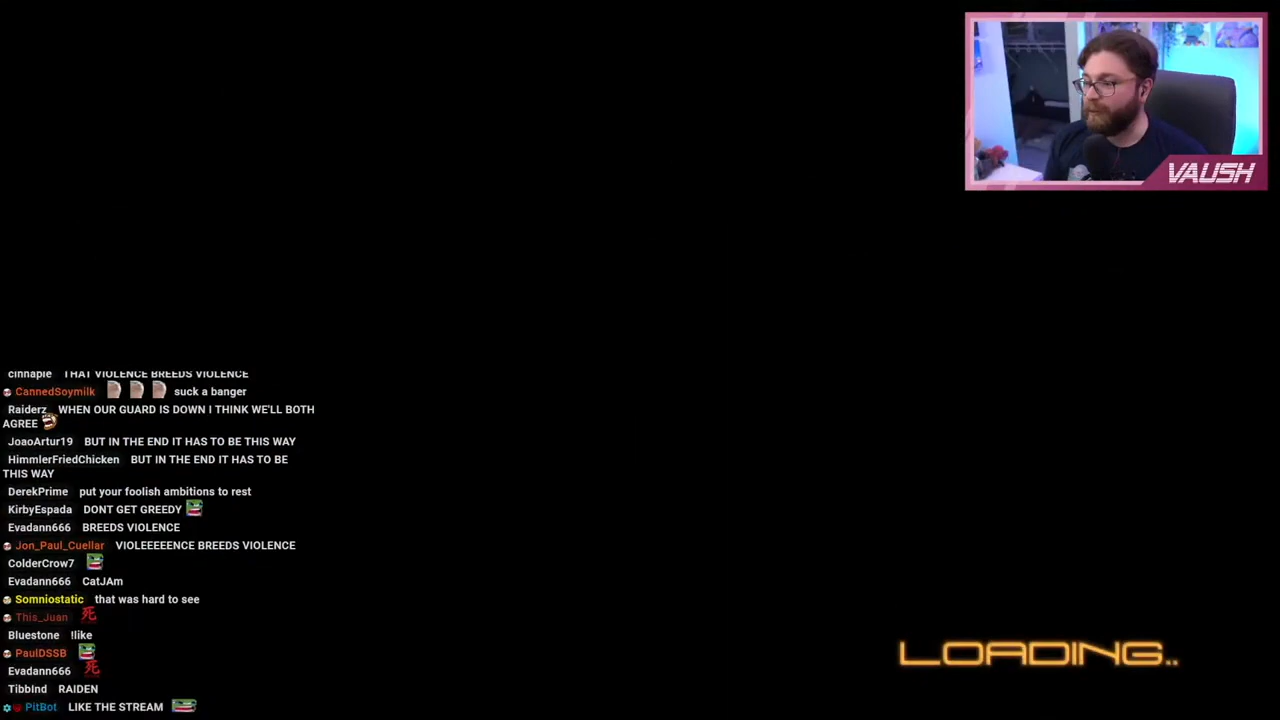 VAUSH
cinnapie THAT VIOLENCE BREEDS VIOLENCE
CannedSoymilk suck a banger
Raiderz WHEN OUR GUARD IS DOWN I THINK WE'LL BOTH
AGREE
JoaoArtur19 BUT IN THE END IT HAS TO BE THIS WAY
HimmlerFriedChicken BUT IN THE END IT HAS TO BE
THIS WAY
DerekPrime put your foolish ambitions to rest
KirbyEspada DONT GET GREEDY
Evadann666 BREEDS VIOLENCE
Jon_Paul_Cuellar VIOLEEEEENCE BREEDS VIOLENCE
ColderCrow7
Evadann666 CatJAm
Somniostatic that was hard to see
This_Juan 死
Bluestone !like
PaulDSSB
Evadann666 死
TibbInd RAIDEN
PitBot LIKE THE STREAM
LOADING..